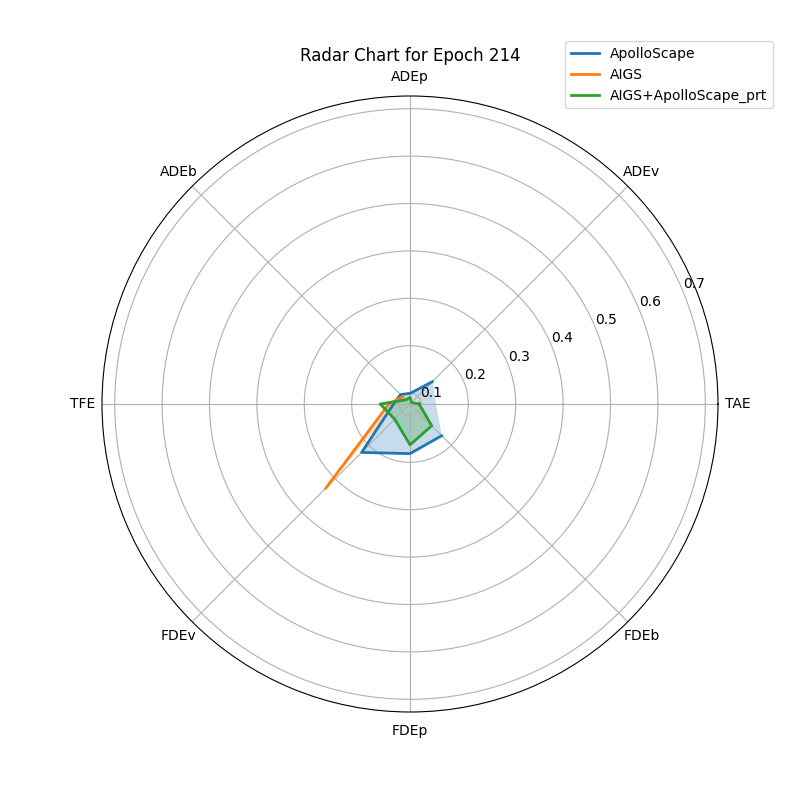 Radar Chart for Epoch 214
ApolloScape
AIGS
AIGS+ApolloScape_prt
ADEp
ADEb
ADEv
0.7
0.6
0.5
0.4
0.3
0.2
0.1
TFE
TAE
FDEv
FDEb
FDEp